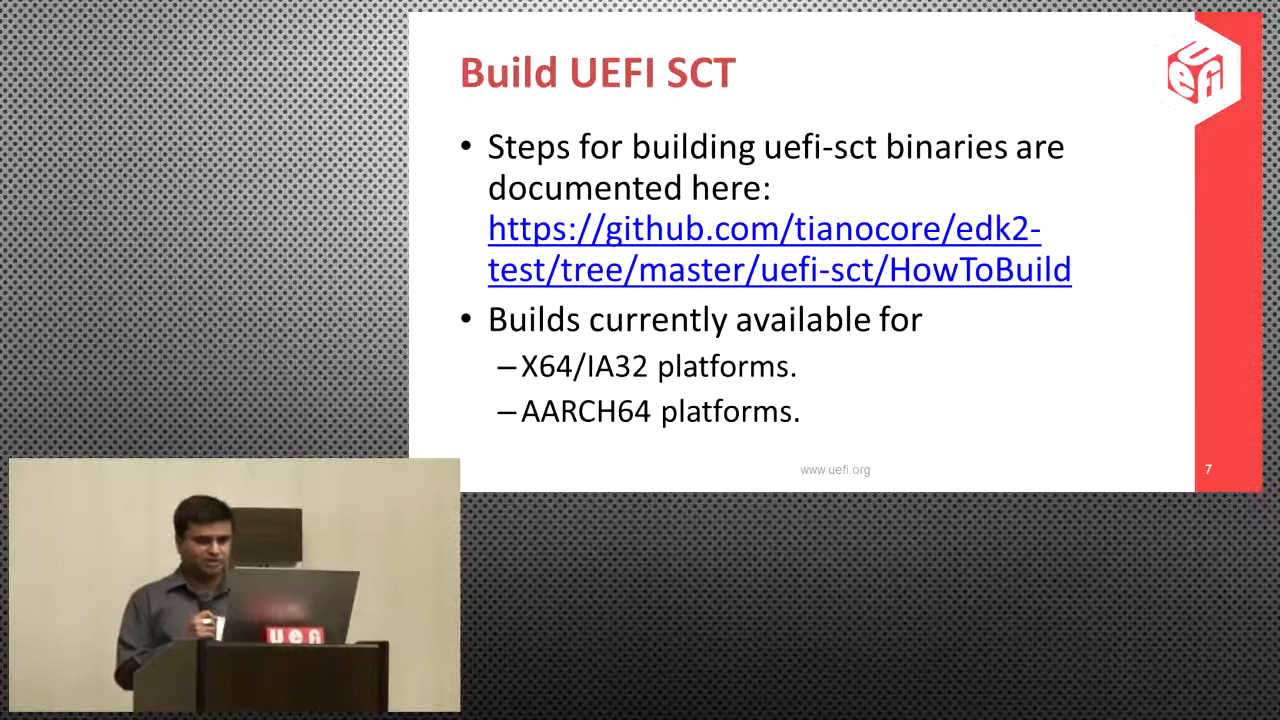 Build UEFI SCT
uefi
• Steps for building uefi-sct binaries are
documented here:
https://github.com/tianocore/edk2-
test/tree/master/uefi-sct/HowToBuild
• Builds currently available for
–X64/IA32 platforms.
–AARCH64 platforms.
www.uefi.org
7
uefi